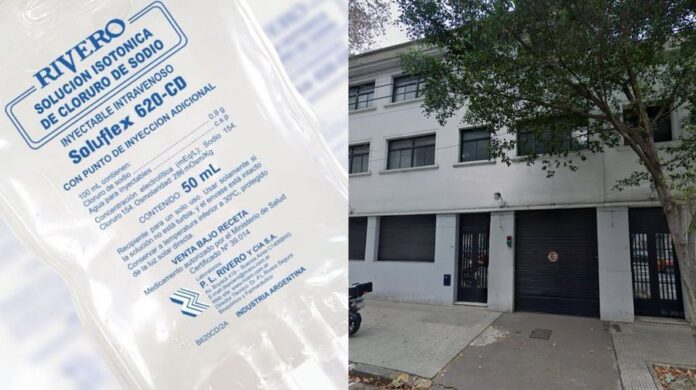 RIVERO
SOLUCION ISOTONICA
DE CLORURO DE SODIO
INYECTABLE INTRAVENOSO
Soluflex 620-CD
CON PUNTO DE INYECCION ADICIONAL
100 mL contienen:
Cloruro de sodio 0.9 g
Agua para inyectables c.s.p.
Concentración electrolítica (mEq/L): Sodio 154
Cloruro 154 Osmolaridad: 286 mOsm/Kg
CONTENIDO: 50 mL
Recipiente para un solo uso. Usar solamente si
la solución no está turbia, y el envase está intacto
Conservar a temperatura inferior a 30ºC, protegido
de la luz solar directa.
VENTA BAJO RECETA
Medicamento autorizado por el Ministerio de Salud
Certificado Nº 39.014
Laboratorios
P. L. RIVERO Y CIA S.A.
INDUSTRIA ARGENTINA
B620CD/2A
E